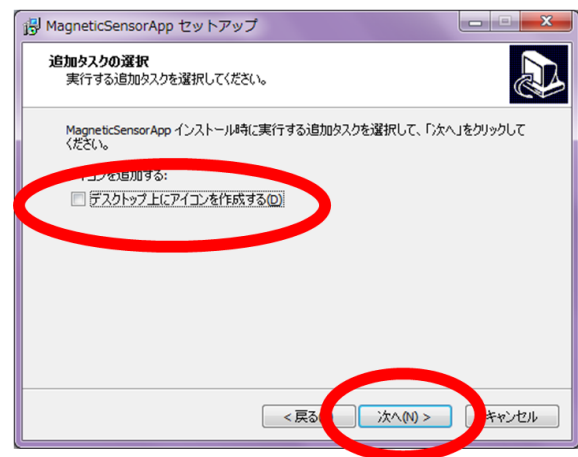 MagneticSensorApp セットアップ
追加タスクの選択
実行する追加タスクを選択してください。
MagneticSensorApp インストール時に実行する追加タスクを選択して、「次へ」をクリックして
ください。
コンを追加する:
デスクトップ上にアイコンを作成する(D)
< 戻る
次へ(N) >
キャンセル